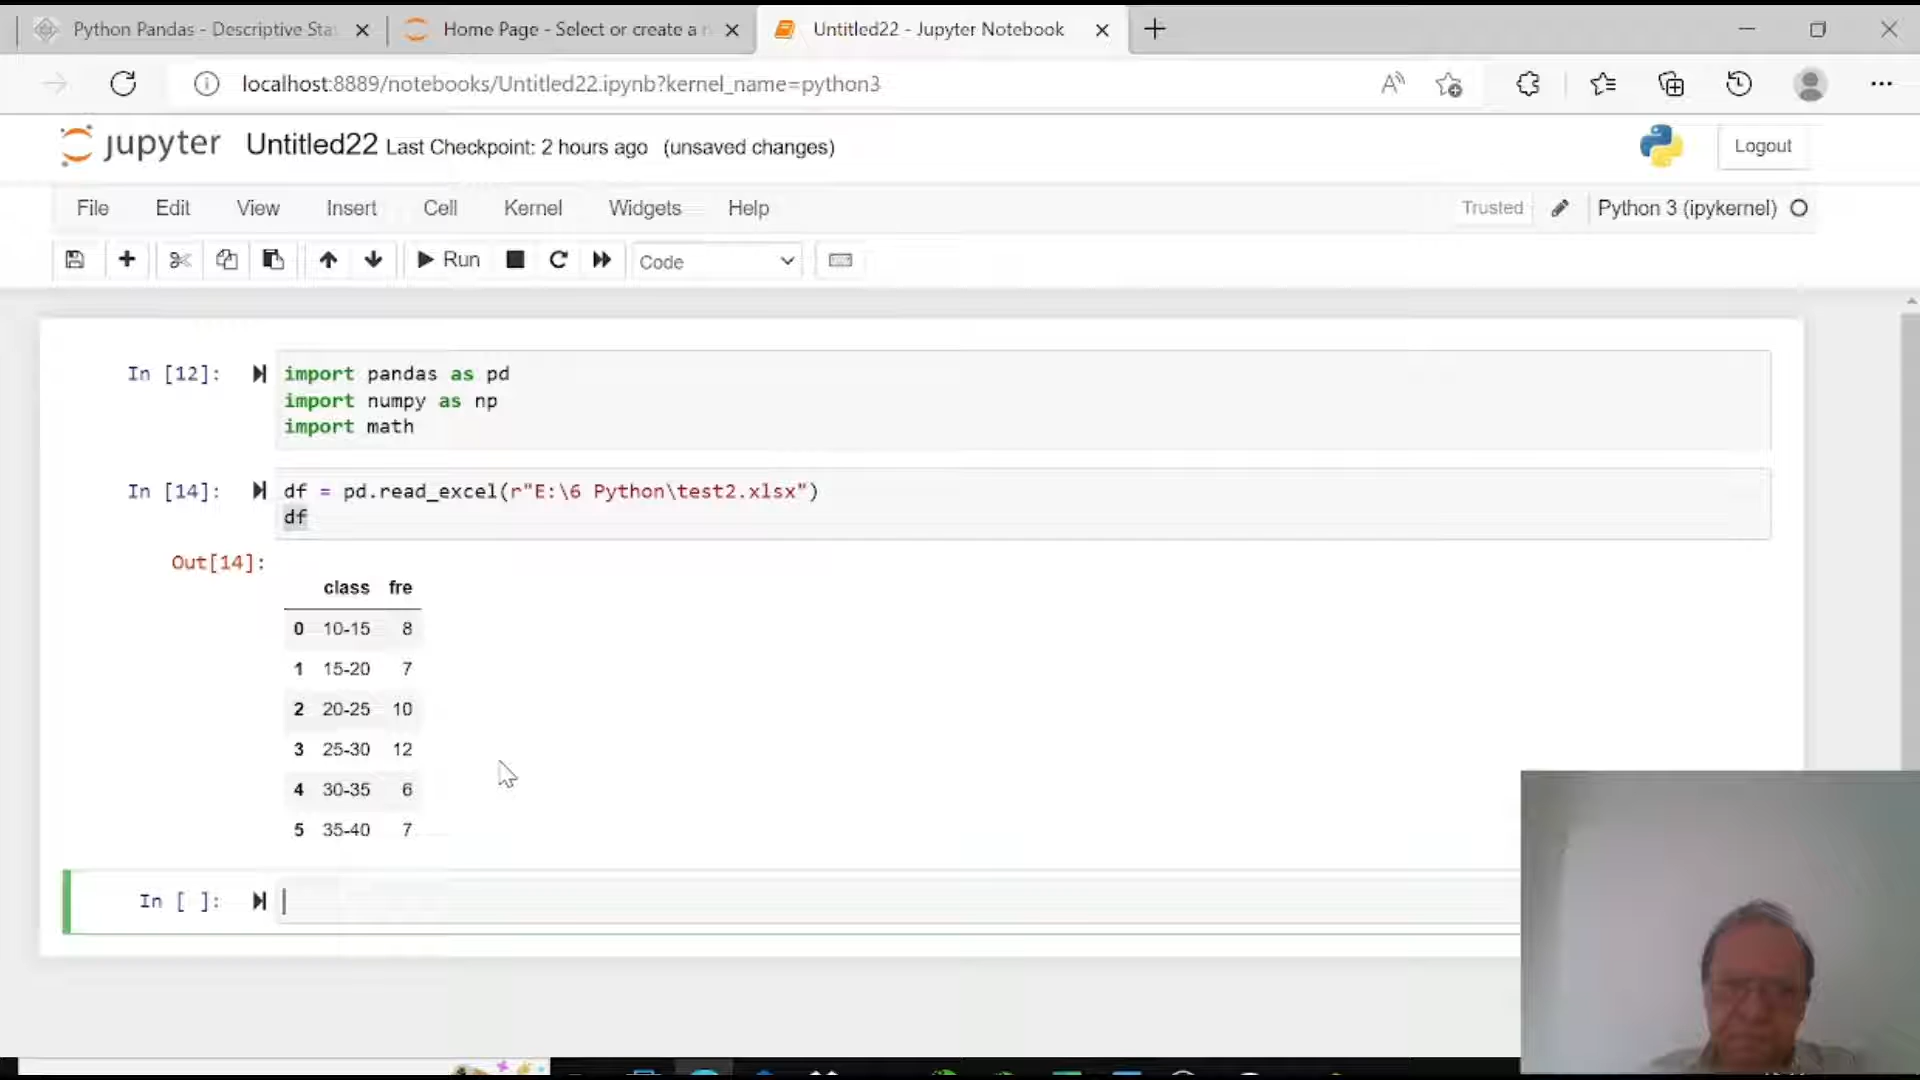 Python Pandas - Descriptive Sta
Home Page - Select or create a n
Untitled22 - Jupyter Notebook
localhost:8889/notebooks/Untitled22.ipynb?kernel_name=python3
jupyter Untitled22 Last Checkpoint: 2 hours ago (unsaved changes)
Logout
File Edit View Insert Cell Kernel Widgets Help
Trusted
Python 3 (ipykernel)
Run
Code
In [12]:
import pandas as pd
import numpy as np
import math
In [14]:
df = pd.read_excel(r"E:\6 Python\test2.xlsx")
df
Out[14]:
class fre
0 10-15 8
1 15-20 7
2 20-25 10
3 25-30 12
4 30-35 6
5 35-40 7
In [ ]: